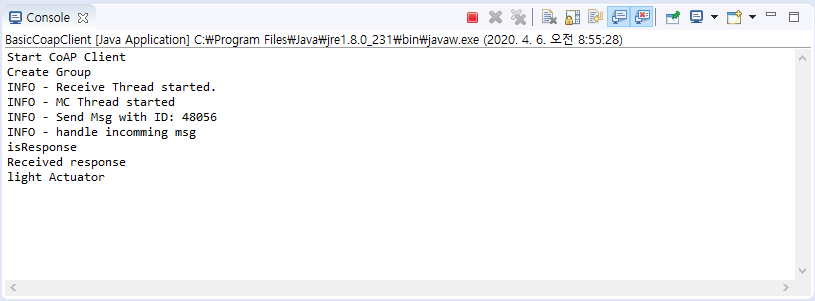 Console
BasicCoapClient [Java Application] C:₩Program Files₩Java₩jre1.8.0_231₩bin₩javaw.exe (2020. 4. 6. 오전 8:55:28)
Start CoAP Client
Create Group
INFO - Receive Thread started.
INFO - MC Thread started
INFO - Send Msg with ID: 48056
INFO - handle incomming msg
isResponse
Received response
light Actuator